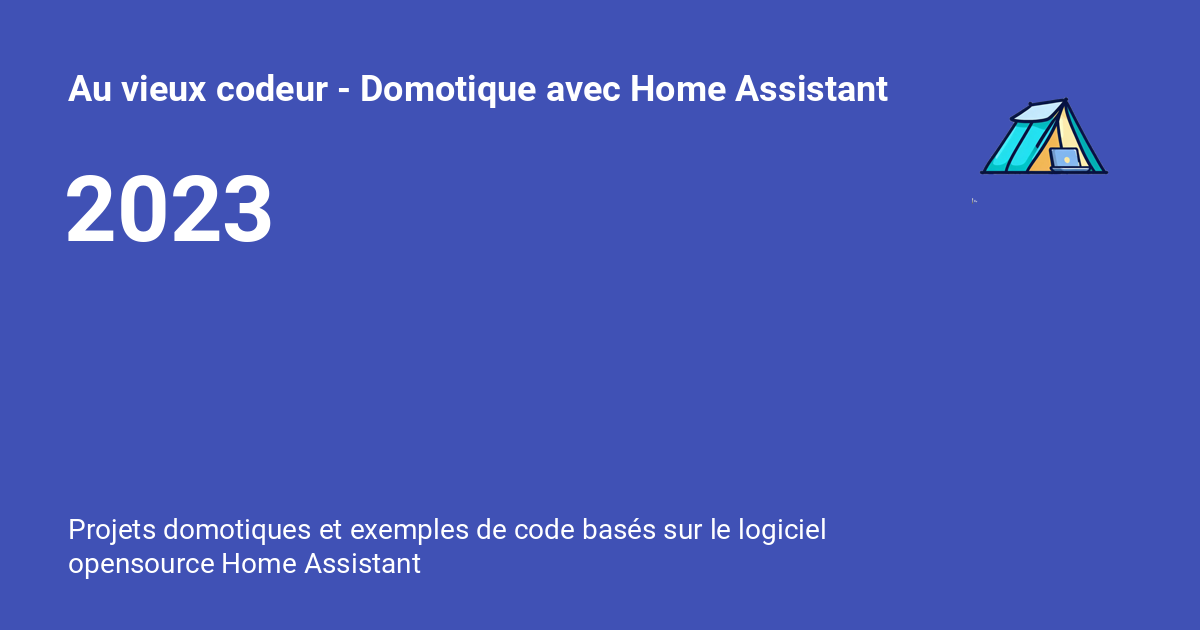 Au vieux codeur - Domotique avec Home Assistant
2023
Projets domotiques et exemples de code basés sur le logiciel
opensource Home Assistant